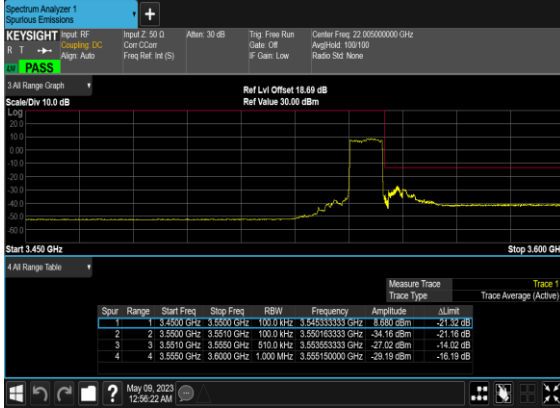 Spectrum Analyzer 1
Spurious Emissions
+
KEYSIGHT Input: RF Input Z: 50 Ω Atten: 30 dB Trig: Free Run Center Freq: 22.005000000 GHz
R T Coupling: DC Corr CCorr Gate: Off Avg|Hold: 100/100
Align: Auto Freq Ref: Int (S) IF Gain: Low Radio Std: None
LXI PASS
3.All Range Graph Ref Lvl Offset 18.69 dB
Scale/Div 10.0 dB Ref Value 30.00 dBm
Log
20.0
10.0
0.00
-10.0
-20.0
-30.0
-40.0
-50.0
-60.0
Start 3.450 GHz Stop 3.600 GH
4.All Range Table
Measure Trace Trace 1
Trace Type Trace Average (Active)
Spur Range Start Freq Stop Freq RBW Frequency Amplitude ΔLimit
1 1 3.4500 GHz 3.5500 GHz 100.0 kHz 3.545333333 GHz 8.680 dBm -21.32 dB
2 2 3.5500 GHz 3.5510 GHz 100.0 kHz 3.550163333 GHz -34.16 dBm -21.16 dB
3 3 3.5510 GHz 3.5550 GHz 510.0 kHz 3.553553333 GHz -27.02 dBm -14.02 dB
4 4 3.5550 GHz 3.6000 GHz 1.000 MHz 3.555150000 GHz -29.19 dBm -16.19 dB
? May 09, 2023
12:56:22 AM